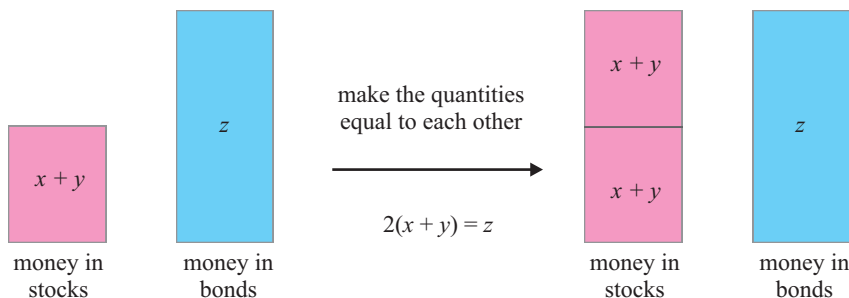 x + y
z
money in
stocks
money in
bonds
make the quantities
equal to each other
2(x + y) = z
x + y
x + y
z
money in
stocks
money in
bonds